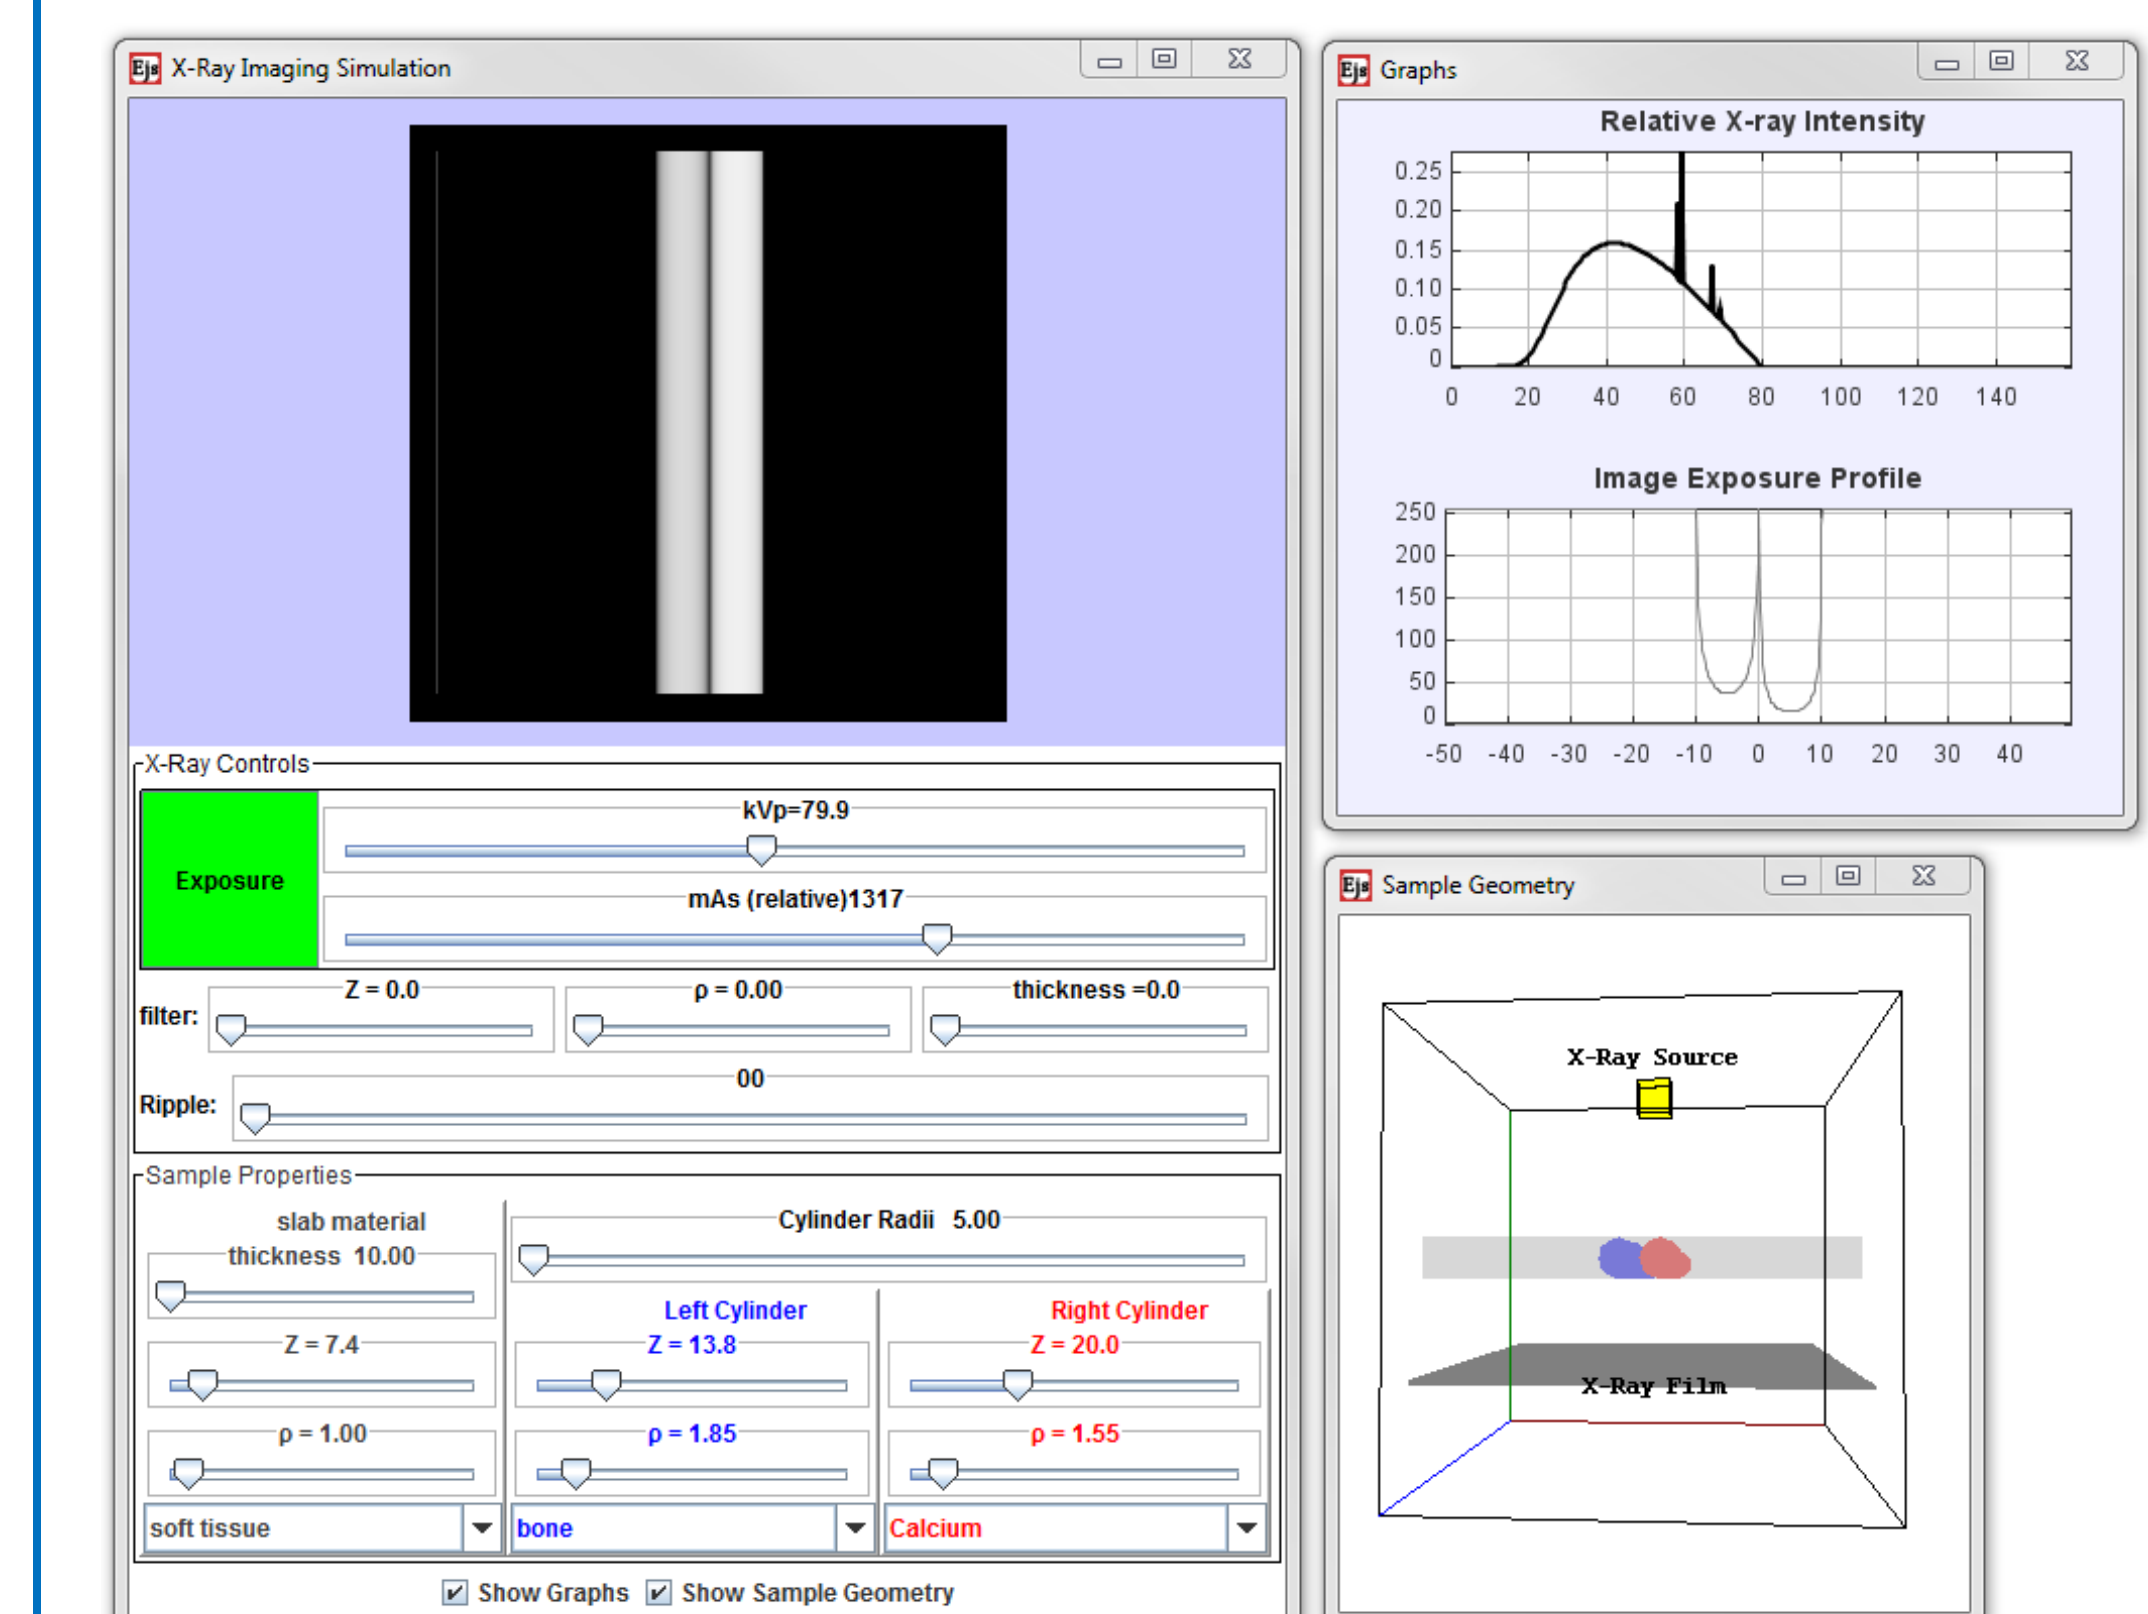 Ejs X-Ray Imaging Simulation
X-Ray Controls
Exposure
kVp=79.9
mAs (relative)1317
filter:
Z = 0.0
ρ = 0.00
thickness =0.0
Ripple:
00
Sample Properties
slab material
thickness 10.00
Z = 7.4
ρ = 1.00
soft tissue
Cylinder Radii 5.00
Left Cylinder
Z = 13.8
ρ = 1.85
bone
Right Cylinder
Z = 20.0
ρ = 1.55
Calcium
Show Graphs
Show Sample Geometry
Ejs Graphs
Relative X-ray Intensity
0.25
0.20
0.15
0.10
0.05
0
0 20 40 60 80 100 120 140
Image Exposure Profile
250
200
150
100
50
0
-50 -40 -30 -20 -10 0 10 20 30 40
Ejs Sample Geometry
X-Ray Source
X-Ray Film